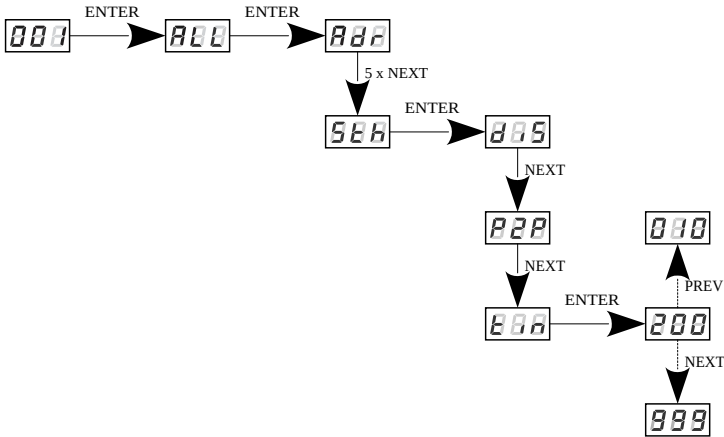 001 ENTER ALL ENTER Adr
5 x NEXT
Sth ENTER diS
NEXT
P2P 010
NEXT PREV
tin ENTER 200
NEXT
999